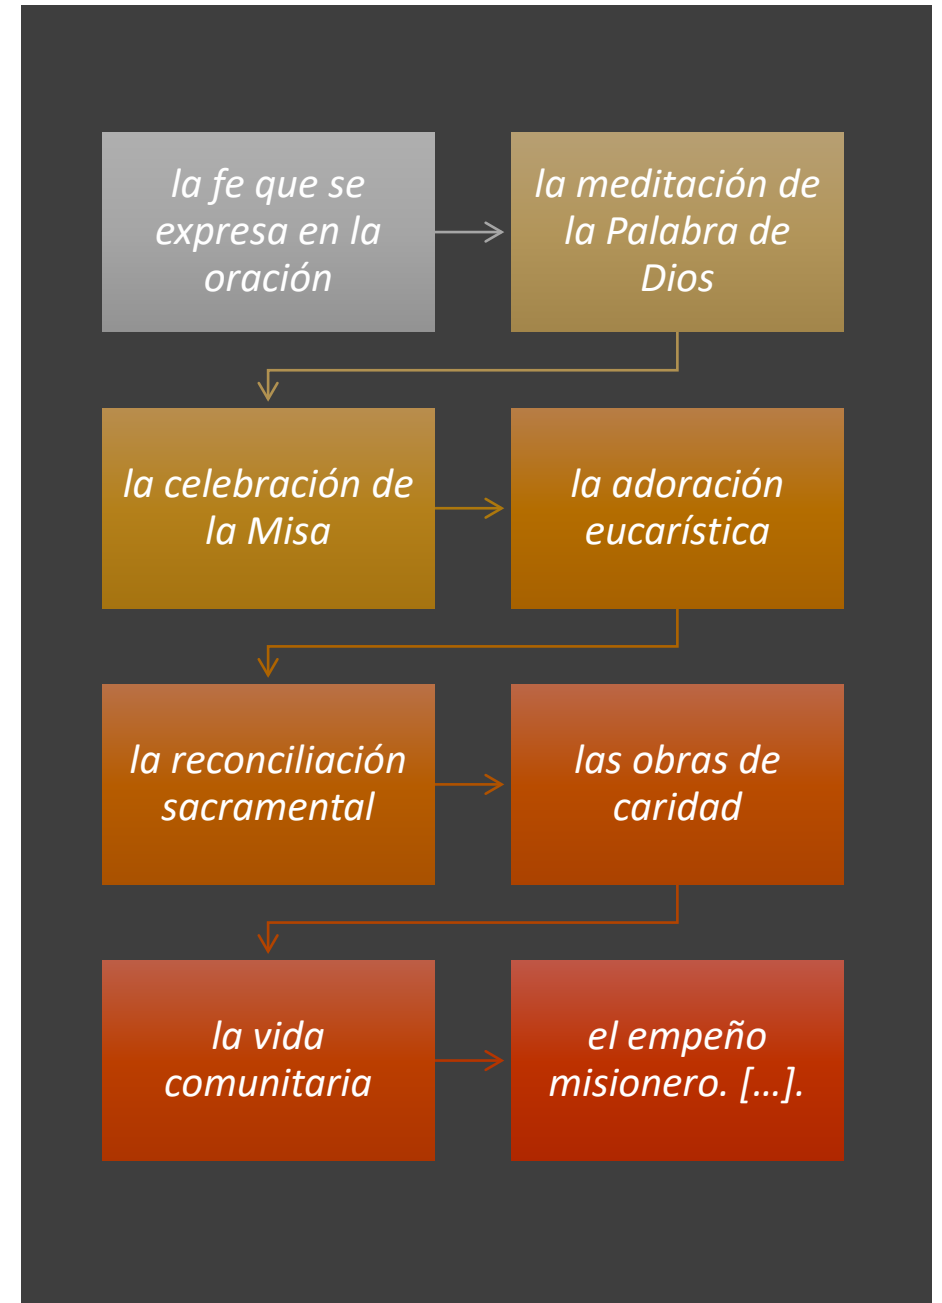 la fe que se
expresa en la
oración
la meditación de
la Palabra de
Dios
la celebración de
la Misa
la adoración
eucarística
la reconciliación
sacramental
las obras de
caridad
la vida
comunitaria
el empeño
misionero. […].